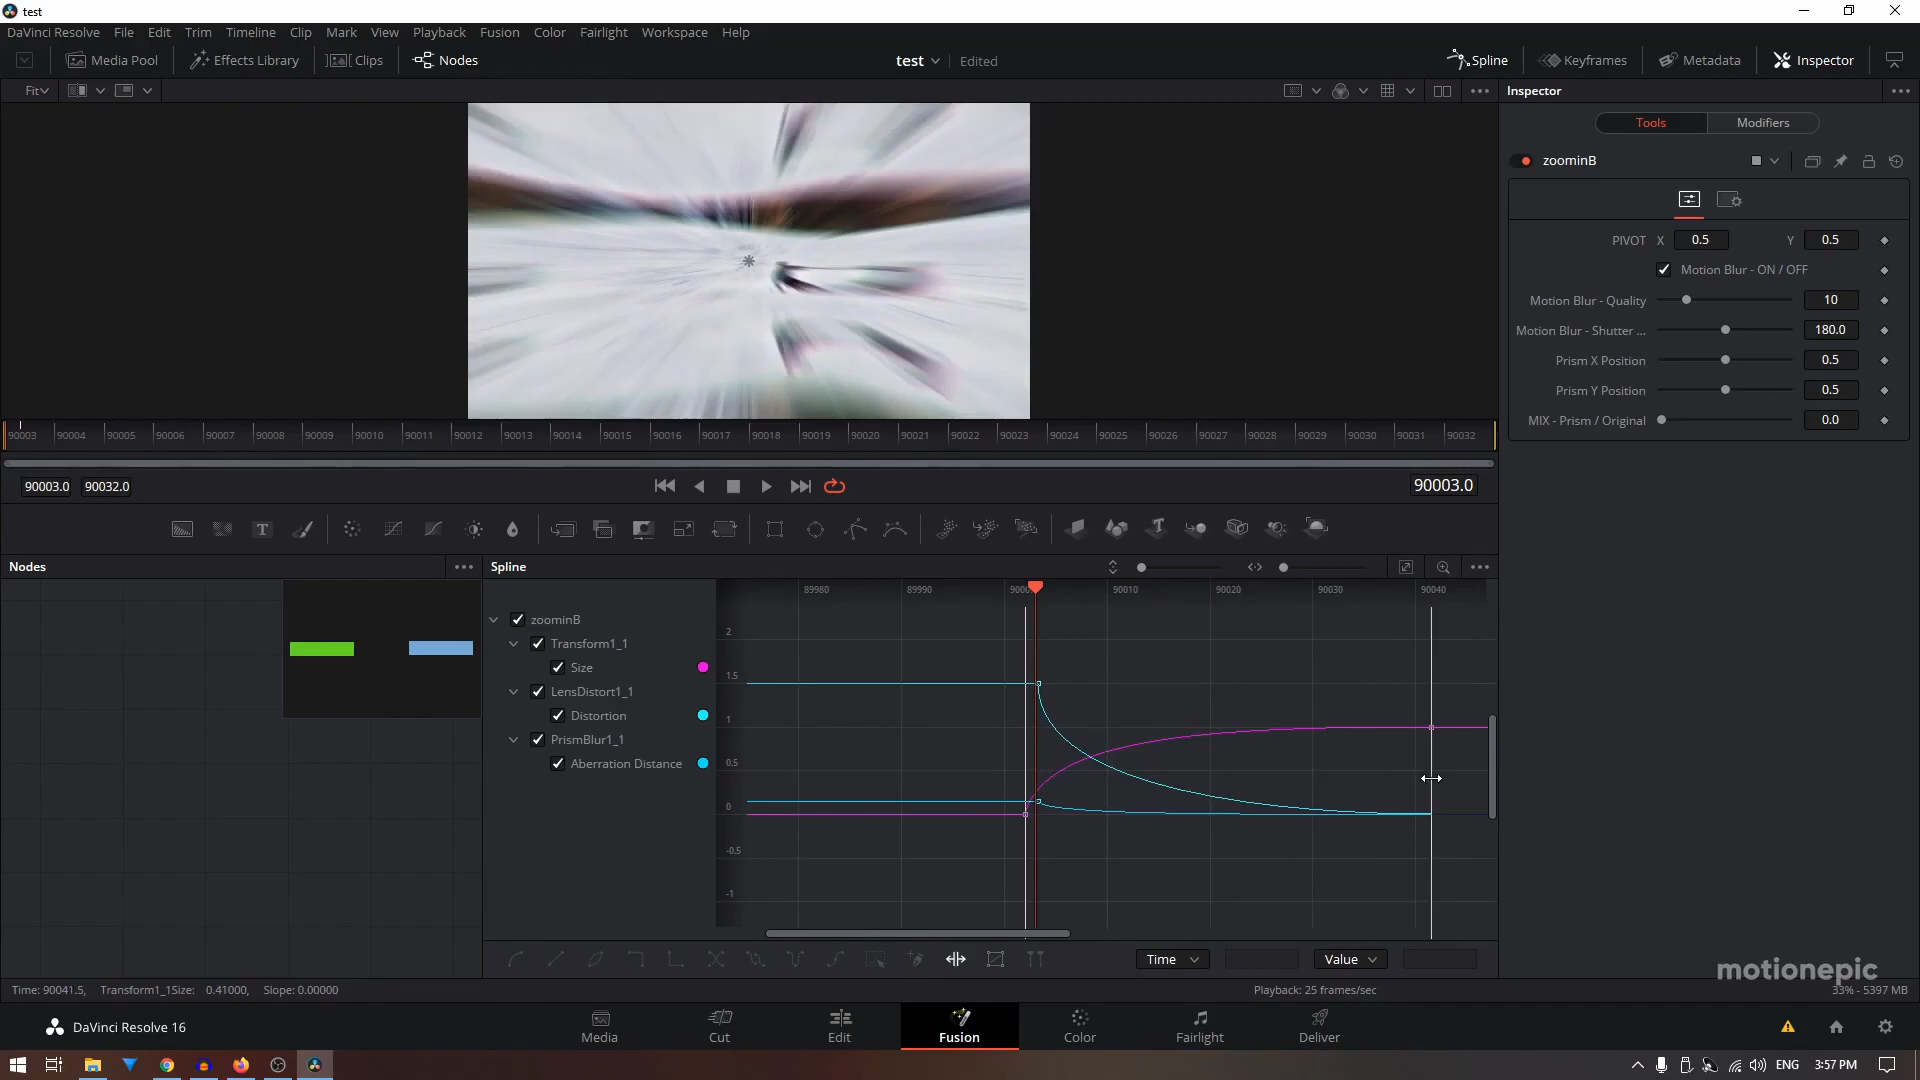 test
DaVinci Resolve File Edit Trim Timeline Clip Mark View Playback Fusion Color Fairlight Workspace Help
Media Pool Effects Library Clips Nodes test Edited Spline Keyframes Metadata Inspector
Fit Inspector
Tools Modifiers
zoominB
PIVOT X 0.5 Y 0.5
Motion Blur - ON / OFF
Motion Blur - Quality 10
Motion Blur - Shutter ... 180.0
Prism X Position 0.5
Prism Y Position 0.5
MIX - Prism / Original 0.0
90003 90004 90005 90006 90007 90008 90009 90010 90011 90012 90013 90014 90015 90016 90017 90018 90019 90020 90021 90022 90023 90024 90025 90026 90027 90028 90029 90030 90031 90032
90003.0 90032.0 90003.0
T
Nodes Spline
89980 89990 90010 90020 90030 90040
zoominB
Transform1_1
Size
LensDistort1_1
Distortion
PrismBlur1_1
Aberration Distance
2
1.5
1
0.5
0
-0.5
-1
Time Value
motionepic
Time: 90041.5, Transform1_1Size: 0.41000, Slope: 0.00000 Playback: 25 frames/sec 33% - 5397 MB
DaVinci Resolve 16 Media Cut Edit Fusion Color Fairlight Deliver
ENG 3:57 PM